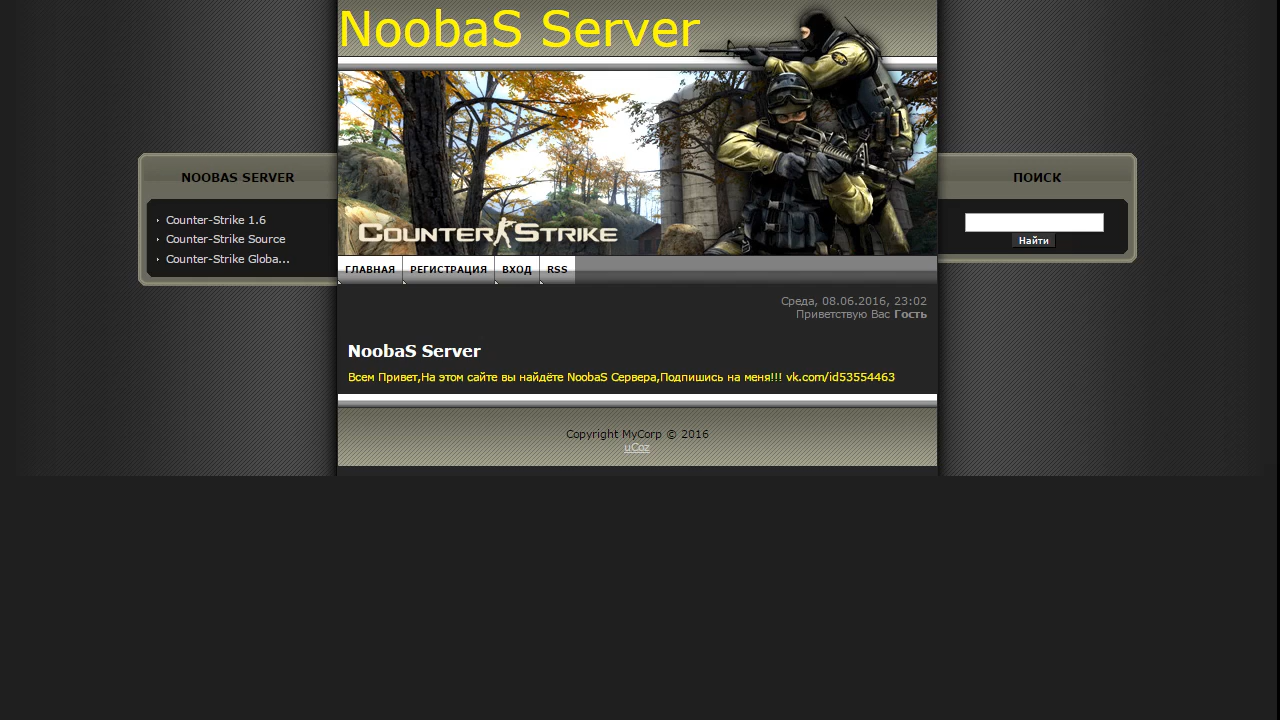 NoobaS Server
NOOBAS SERVER
Counter-Strike 1.6
Counter-Strike Source
Counter-Strike Globa...
COUNTER STRIKE
ГЛАВНАЯ РЕГИСТРАЦИЯ ВХОД RSS
Среда, 08.06.2016, 23:02
Приветствую Вас Гость
NoobaS Server
Всем Привет,На этом сайте вы найдёте NoobaS Сервера,Подпишись на меня!!! vk.com/id53554463
ПОИСК
Найти
Copyright MyCorp © 2016
uCoz